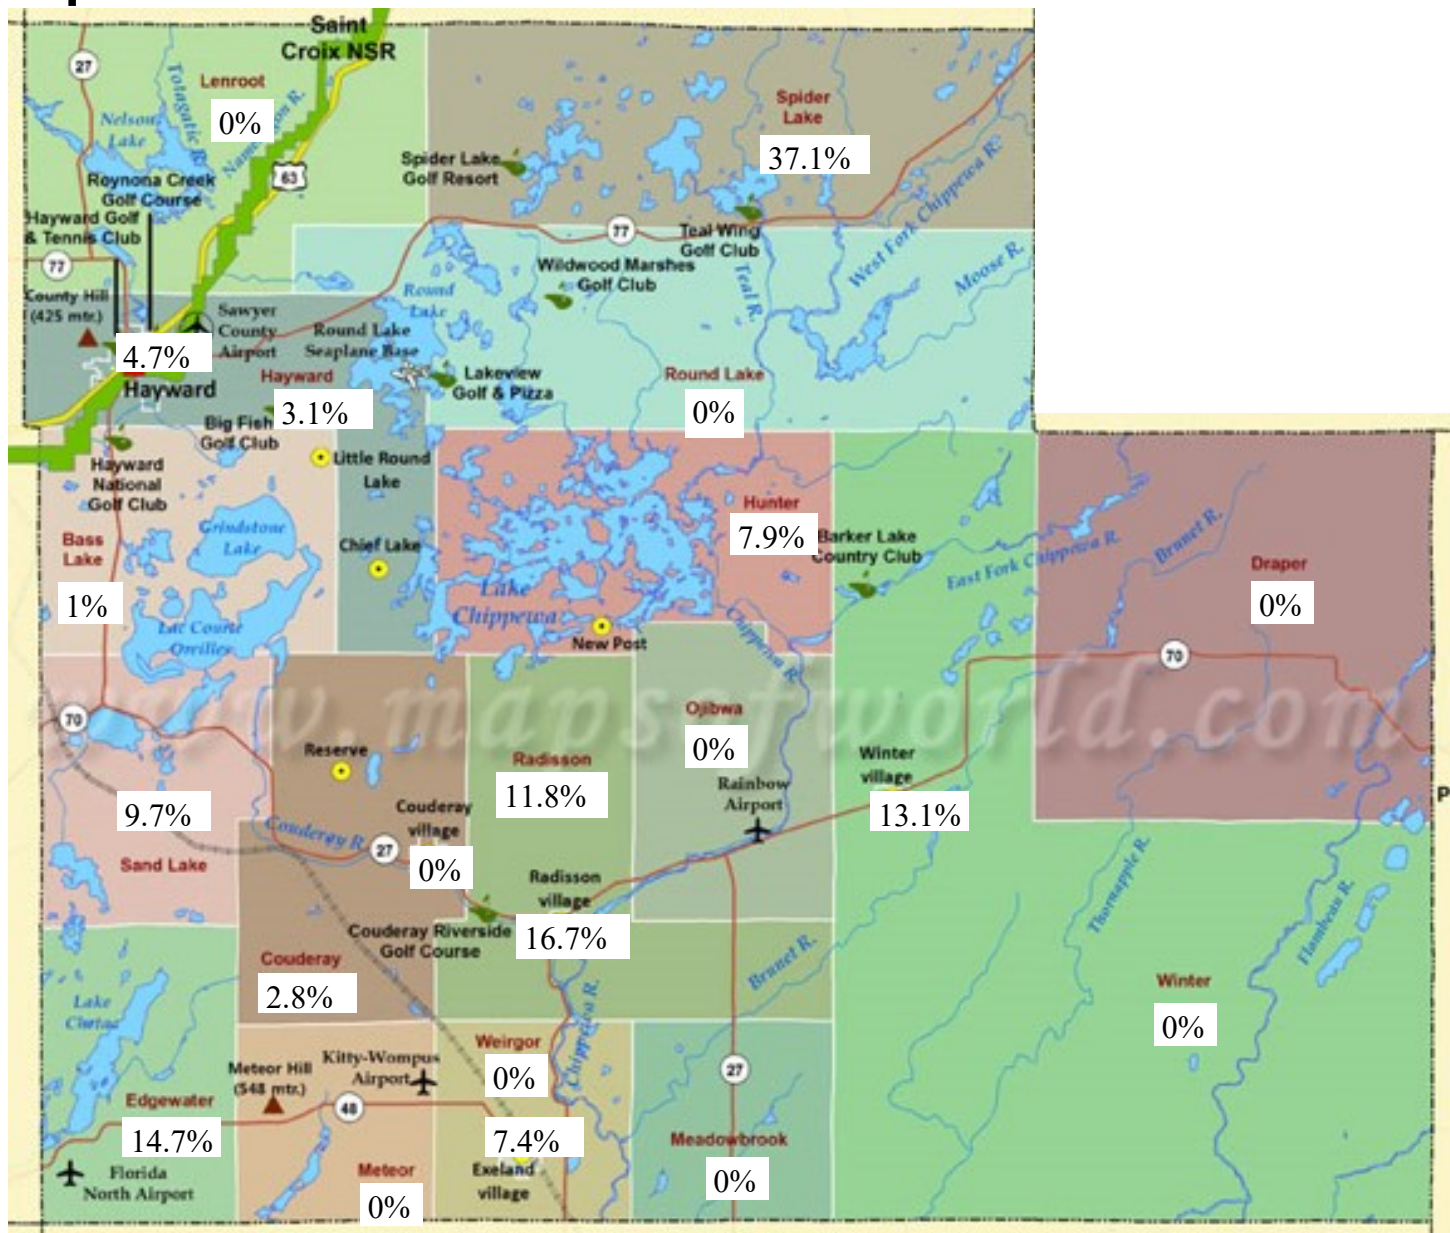 Saint
Croix NSR
27
Lenroot
0%
Totagatic R.
Nelson
Lake
63
Roynona Creek
Golf Course
Hayward Golf
& Tennis Club
77
County Hill
(425 mtr.)
Spider
Lake
37.1%
Spider Lake
Golf Resort
West Fork Chippewa R.
77
Teal Wing
Golf Club
Wildwood Marshes
Golf Club
Teal R.
Moose R.
Round
Lake
Sawyer
County
Airport
Round Lake
Seaplane Base
4.7%
Hayward
Hayward
3.1%
Lakeview
Golf & Pizza
Round Lake
0%
Big Fish
Golf Club
Little Round
Lake
Hayward
National
Golf Club
Grindstone
Lake
Chief Lake
Bass
Lake
1%
Lac Courte
Oreilles
Hunter
7.9%
Barker Lake
Country Club
Lake
Chippewa
New Post
Chippewa R.
East Fork Chippewa R.
Brunet R.
Draper
0%
70
www.mapsofworld.com
70
Reserve
Radisson
11.8%
Ojibwa
0%
Rainbow
Airport
Winter
village
13.1%
P
9.7%
Sand Lake
Couderay
village
Couderay R.
27
0%
Radisson
village
16.7%
Couderay Riverside
Golf Course
Couderay
2.8%
Brunet R.
Thornapple R.
Flambeau R.
Winter
0%
Lake
Chetac
Chippewa R.
Weirgor
0%
Kitty-Wompus
Airport
Meteor Hill
(548 mtr.)
48
27
Edgewater
14.7%
Florida
North Airport
7.4%
Exeland
village
Meteor
0%
Meadowbrook
0%